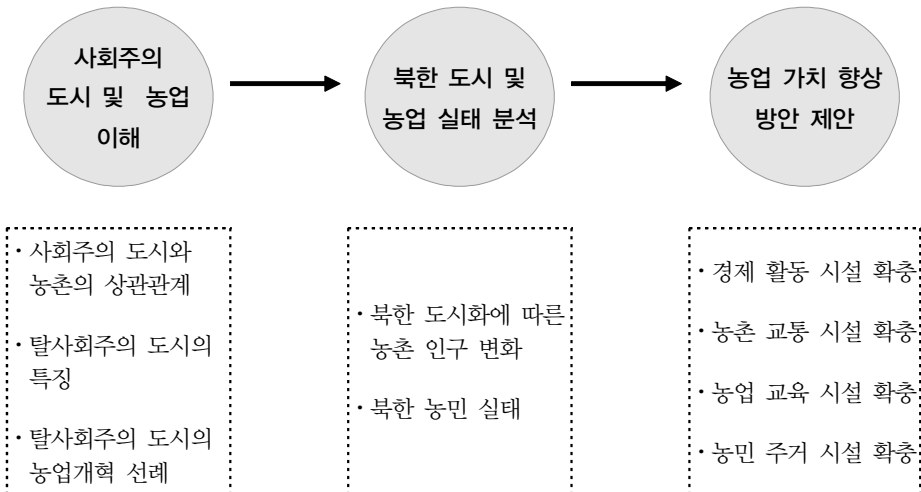 사회주의
도시 및 농업
이해
북한 도시 및
농업 실태 분석
농업 가치 향상
방안 제안
· 사회주의 도시와
농촌의 상관관계
· 탈사회주의 도시의
특징
· 탈사회주의 도시의
농업개혁 선례
· 북한 도시화에 따른
농촌 인구 변화
· 북한 농민 실태
· 경제 활동 시설 확충
· 농촌 교통 시설 확충
· 농업 교육 시설 확충
· 농민 주거 시설 확충